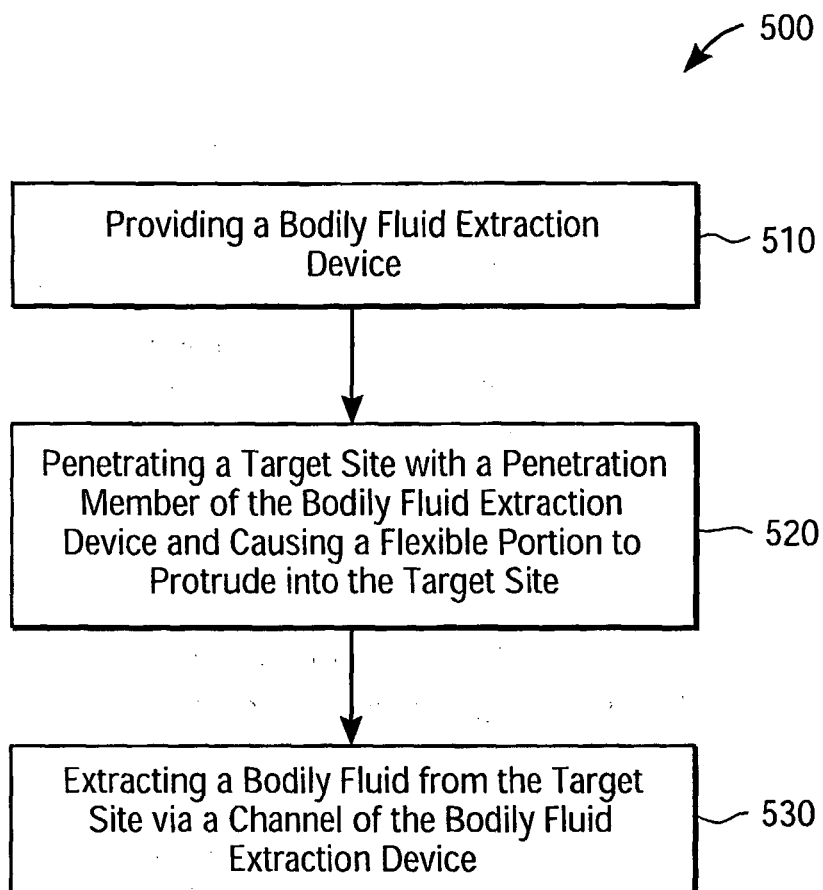 500
Providing a Bodily Fluid Extraction
Device
510
Penetrating a Target Site with a Penetration
Member of the Bodily Fluid Extraction
Device and Causing a Flexible Portion to
Protrude into the Target Site
520
Extracting a Bodily Fluid from the Target
Site via a Channel of the Bodily Fluid
Extraction Device
530